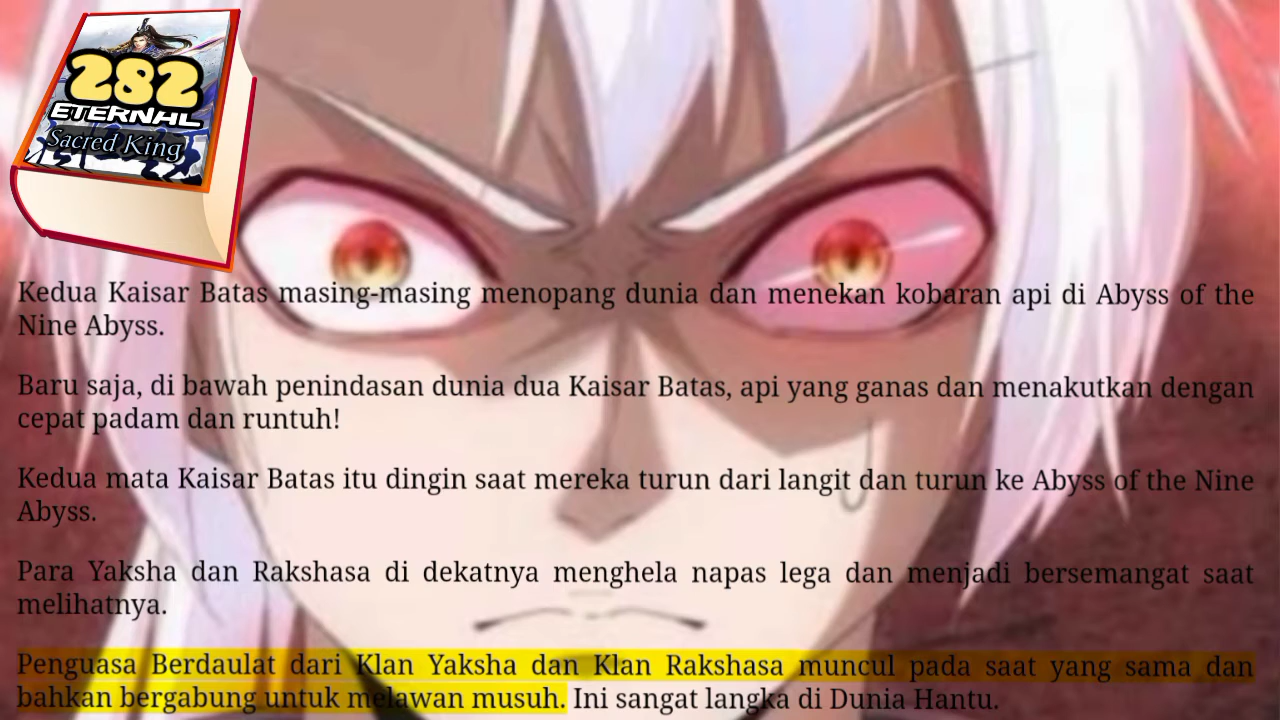 282
ETERNAL
Sacred King
Kedua Kaisar Batas masing-masing menopang dunia dan menekan kobaran api di Abyss of the
Nine Abyss.
Baru saja, di bawah penindasan dunia dua Kaisar Batas, api yang ganas dan menakutkan dengan
cepat padam dan runtuh!
Kedua mata Kaisar Batas itu dingin saat mereka turun dari langit dan turun ke Abyss of the Nine
Abyss.
Para Yaksha dan Rakshasa di dekatnya menghela napas lega dan menjadi bersemangat saat
melihatnya.
Penguasa Berdaulat dari Klan Yaksha dan Klan Rakshasa muncul pada saat yang sama dan
bahkan bergabung untuk melawan musuh. Ini sangat langka di Dunia Hantu.